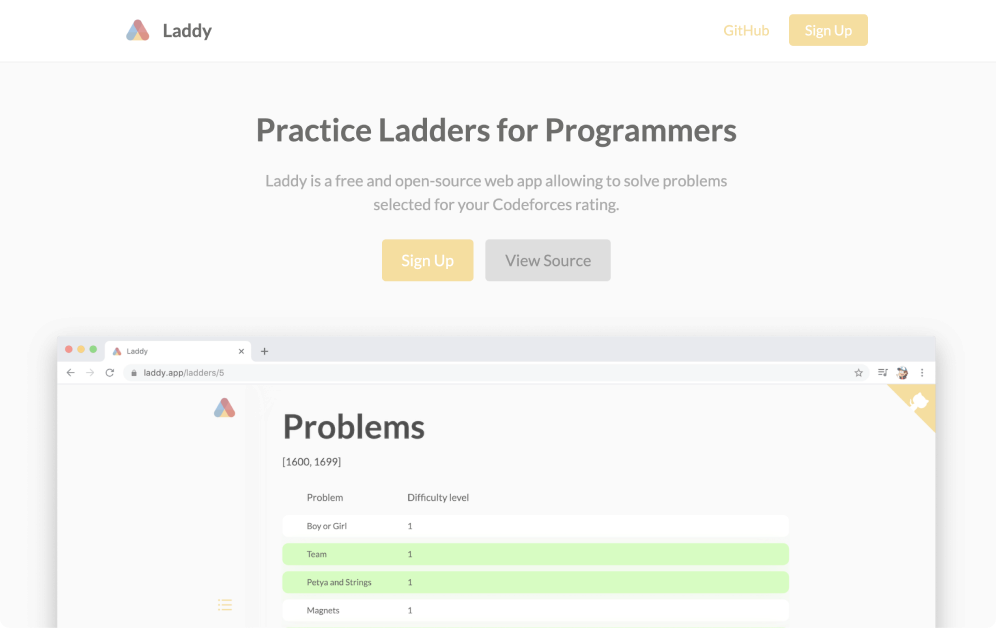 Laddy
GitHub
Sign Up
Practice Ladders for Programmers
Laddy is a free and open-source web app allowing to solve problems
selected for your Codeforces rating.
Sign Up
View Source
Laddy
laddy.app/ladders/5
Problems
[1600, 1699]
Problem Difficulty level
Boy or Girl 1
Team 1
Petya and Strings 1
Magnets 1